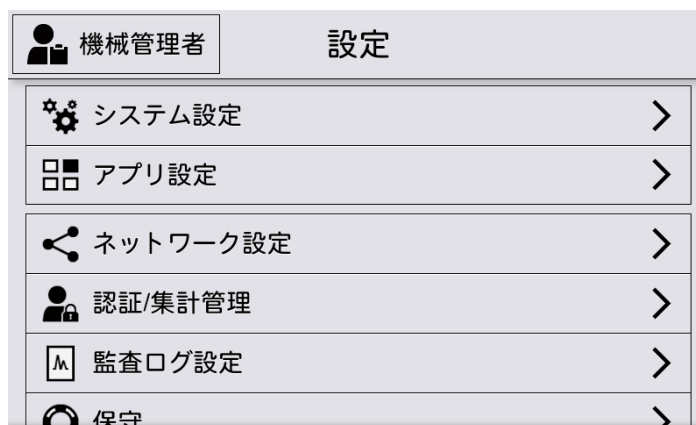 機械管理者
設定
システム設定
アプリ設定
ネットワーク設定
認証/集計管理
監査ログ設定
保守